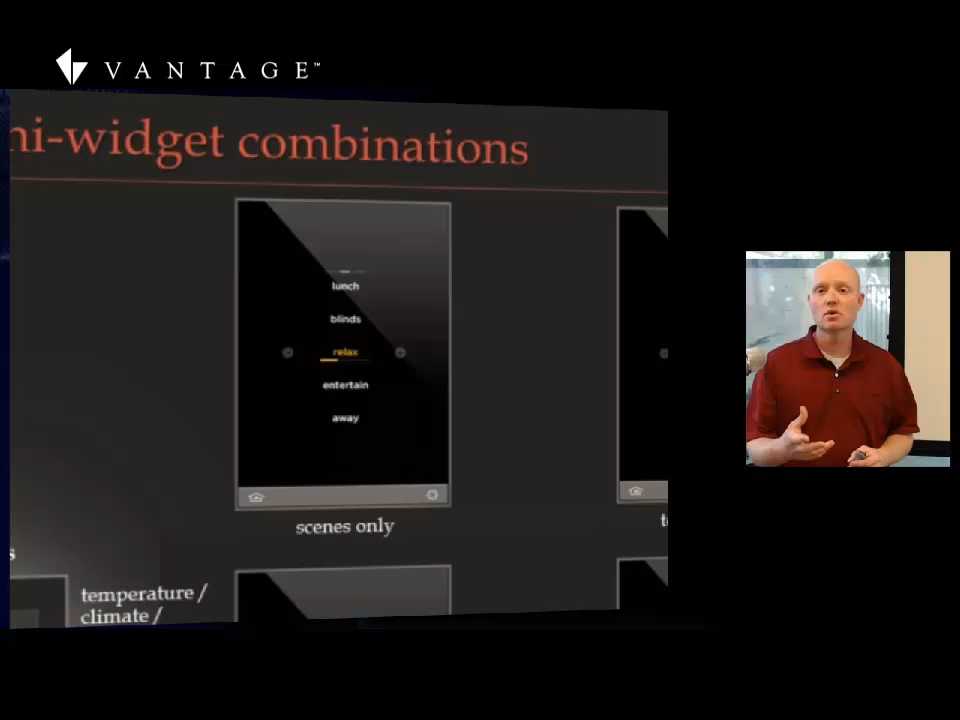 VANTAGE™
ni-widget combinations
lunch
blinds
relax
entertain
away
scenes only
s
temperature /
climate /